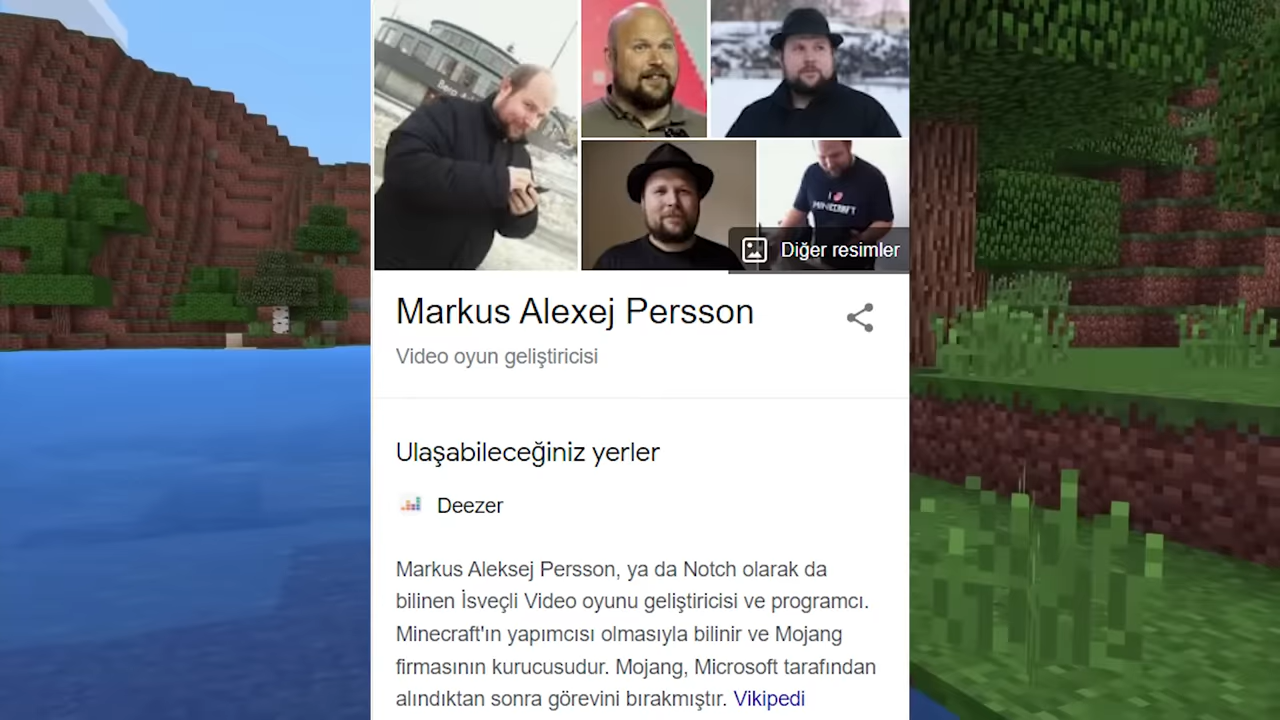 Berg
I
MINECRAFT
Diğer resimler
Markus Alexej Persson
Video oyun geliştiricisi
Ulaşabileceğiniz yerler
Deezer
Markus Aleksej Persson, ya da Notch olarak da
bilinen İsveçli Video oyunu geliştiricisi ve programcı.
Minecraft'ın yapımcısı olmasıyla bilinir ve Mojang
firmasının kurucusudur. Mojang, Microsoft tarafından
alındıktan sonra görevini bırakmıştır. Vikipedi